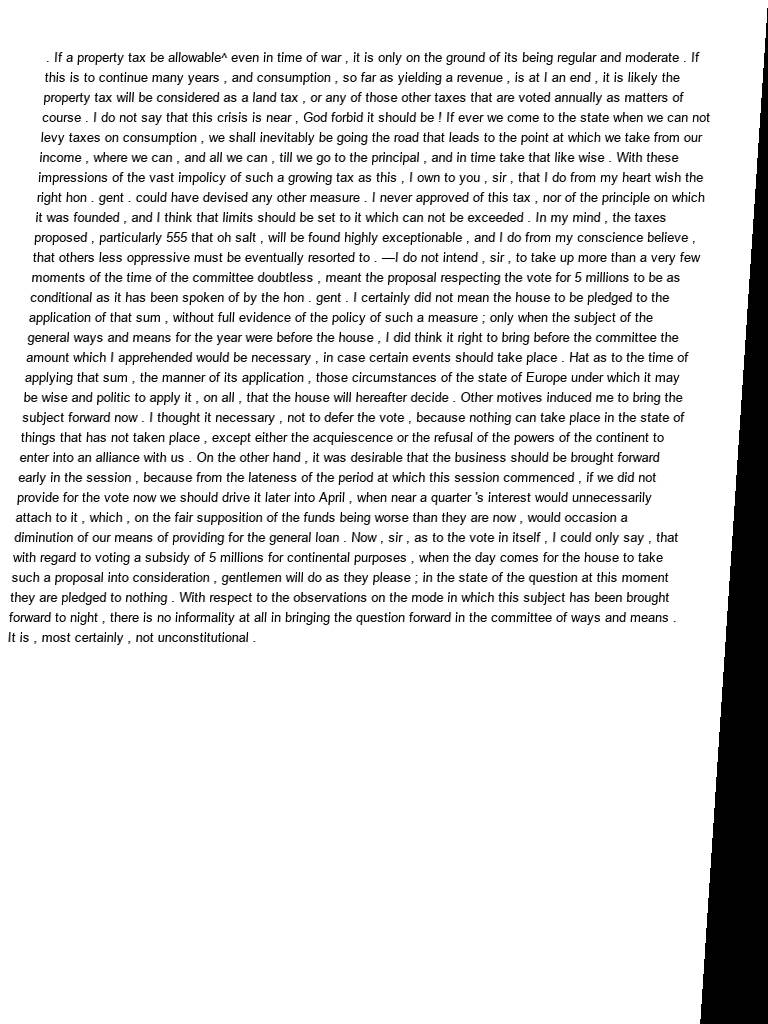 . If a property tax be allowable^ even in time of war , it is only on the ground of its being regular and moderate . If
this is to continue many years , and consumption , so far as yielding a revenue , is at I an end , it is likely the
property tax will be considered as a land tax , or any of those other taxes that are voted annually as matters of
course . I do not say that this crisis is near , God forbid it should be ! If ever we come to the state when we can not
levy taxes on consumption , we shall inevitably be going the road that leads to the point at which we take from our
income , where we can , and all we can , till we go to the principal , and in time take that like wise . With these
impressions of the vast impolicy of such a growing tax as this , I own to you , sir , that I do from my heart wish the
right hon . gent . could have devised any other measure . I never approved of this tax , nor of the principle on which
it was founded , and I think that limits should be set to it which can not be exceeded . In my mind , the taxes
proposed , particularly 555 that oh salt , will be found highly exceptionable , and I do from my conscience believe ,
that others less oppressive must be eventually resorted to . —I do not intend , sir , to take up more than a very few
moments of the time of the committee doubtless , meant the proposal respecting the vote for 5 millions to be as
conditional as it has been spoken of by the hon . gent . I certainly did not mean the house to be pledged to the
application of that sum , without full evidence of the policy of such a measure ; only when the subject of the
general ways and means for the year were before the house , I did think it right to bring before the committee the
amount which I apprehended would be necessary , in case certain events should take place . Hat as to the time of
applying that sum , the manner of its application , those circumstances of the state of Europe under which it may
be wise and politic to apply it , on all , that the house will hereafter decide . Other motives induced me to bring the
subject forward now . I thought it necessary , not to defer the vote , because nothing can take place in the state of
things that has not taken place , except either the acquiescence or the refusal of the powers of the continent to
enter into an alliance with us . On the other hand , it was desirable that the business should be brought forward
early in the session , because from the lateness of the period at which this session commenced , if we did not
provide for the vote now we should drive it later into April , when near a quarter 's interest would unnecessarily
attach to it , which , on the fair supposition of the funds being worse than they are now , would occasion a
diminution of our means of providing for the general loan . Now , sir , as to the vote in itself , I could only say , that
with regard to voting a subsidy of 5 millions for continental purposes , when the day comes for the house to take
such a proposal into consideration , gentlemen will do as they please ; in the state of the question at this moment
they are pledged to nothing . With respect to the observations on the mode in which this subject has been brought
forward to night , there is no informality at all in bringing the question forward in the committee of ways and means .
It is , most certainly , not unconstitutional .